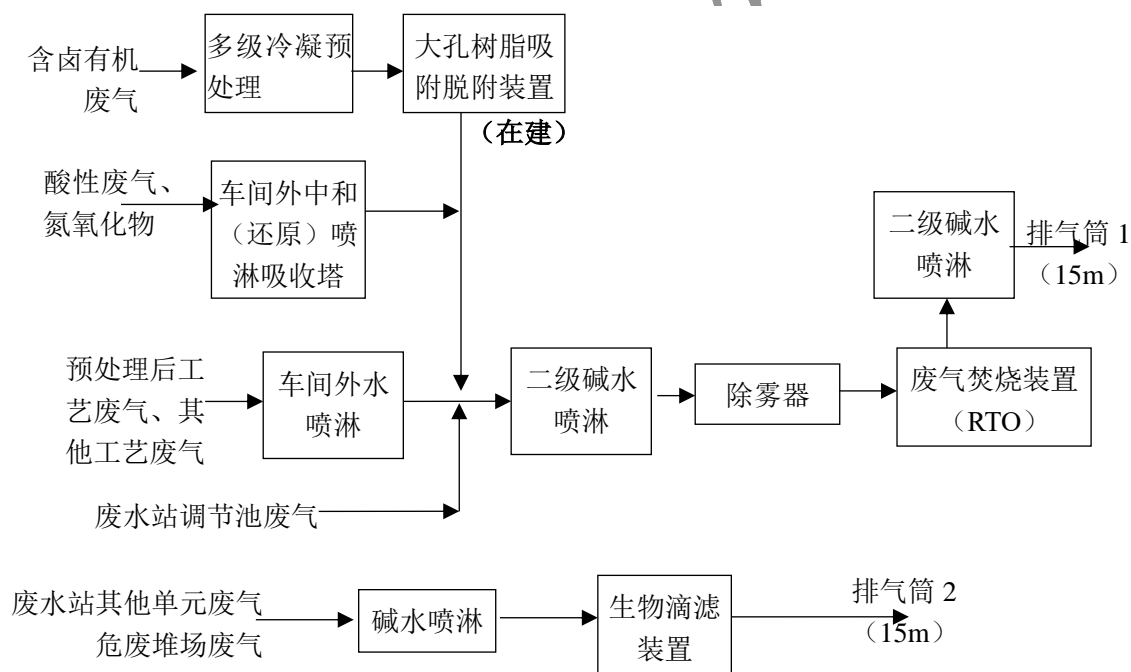 含卤有机
废气
多级冷凝预
处理
大孔树脂吸
附脱附装置
（在建）
酸性废气、
氮氧化物
车间外中和
（还原）喷
淋吸收塔
二级碱水
喷淋
排气筒 1
（15m）
预处理后工
艺废气、其
他工艺废气
车间外水
喷淋
二级碱水
喷淋
除雾器
废气焚烧装置
（RTO）
废水站调节池废气
废水站其他单元废气
危废堆场废气
碱水喷淋
生物滴滤
装置
排气筒 2
（15m）